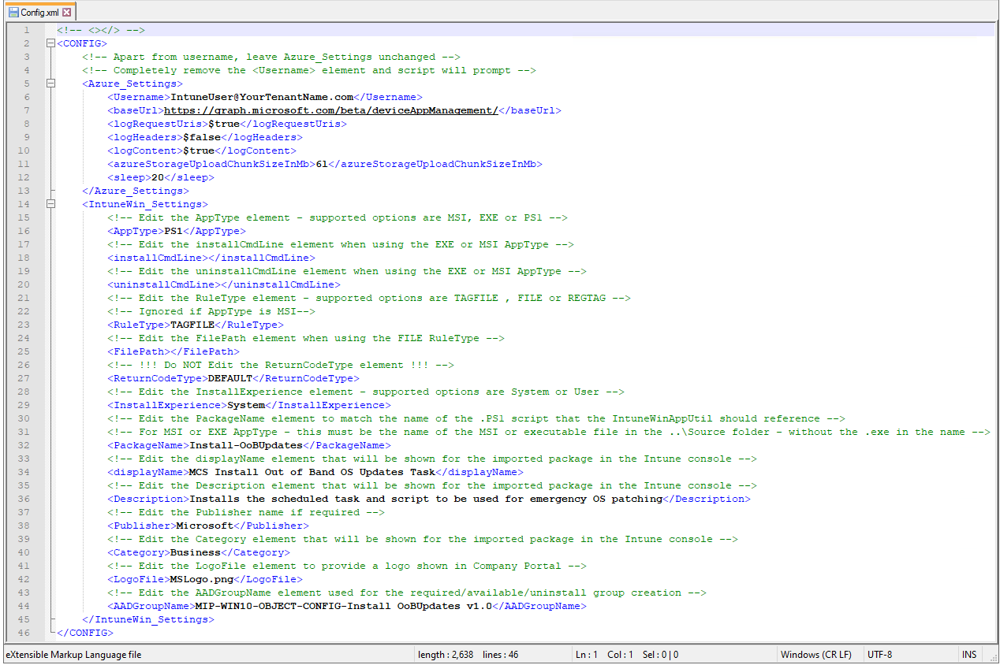 Config.xml
1 <!-- <></> -->
2 <CONFIG>
3 <!-- Apart from username, leave Azure_Settings unchanged -->
4 <!-- Completely remove the <Username> element and script will prompt -->
5 <Azure_Settings>
6 <Username>IntuneUser@YourTenantName.com</Username>
7 <baseUrl>https://graph.microsoft.com/beta/deviceAppManagement/</baseUrl>
8 <logRequestUris>$true</logRequestUris>
9 <logHeaders>$false</logHeaders>
10 <logContent>$true</logContent>
11 <azureStorageUploadChunkSizeInMb>6l</azureStorageUploadChunkSizeInMb>
12 <sleep>20</sleep>
13 </Azure_Settings>
14 <IntuneWin_Settings>
15 <!-- Edit the AppType element - supported options are MSI, EXE or PS1 -->
16 <AppType>PS1</AppType>
17 <!-- Edit the installCmdLine element when using the EXE or MSI AppType -->
18 <installCmdLine></installCmdLine>
19 <!-- Edit the uninstallCmdLine element when using the EXE or MSI AppType -->
20 <uninstallCmdLine></uninstallCmdLine>
21 <!-- Edit the RuleType element - supported options are TAGFILE , FILE or REGTAG -->
22 <!-- Ignored if AppType is MSI-->
23 <RuleType>TAGFILE</RuleType>
24 <!-- Edit the FilePath element when using the FILE RuleType -->
25 <FilePath></FilePath>
26 <!-- !!! Do NOT Edit the ReturnCodeType element !!! -->
27 <ReturnCodeType>DEFAULT</ReturnCodeType>
28 <!-- Edit the InstallExperience element - supported options are System or User -->
29 <InstallExperience>System</InstallExperience>
30 <!-- Edit the PackageName element to match the name of the .PS1 script that the IntuneWinAppUtil should reference -->
31 <!-- For MSI or EXE AppType - this must be the name of the MSI or executable file in the ..\Source folder - without the .exe in the name -->
32 <PackageName>Install-OoBUpdates</PackageName>
33 <!-- Edit the displayName element that will be shown for the imported package in the Intune console -->
34 <displayName>MCS Install Out of Band OS Updates Task</displayName>
35 <!-- Edit the Description element that will be shown for the imported package in the Intune console -->
36 <Description>Installs the scheduled task and script to be used for emergency OS patching</Description>
37 <!-- Edit the Publisher name if required -->
38 <Publisher>Microsoft</Publisher>
39 <!-- Edit the Category element that will be shown for the imported package in the Intune console -->
40 <Category>Business</Category>
41 <!-- Edit the LogoFile element to provide a logo shown in Company Portal -->
42 <LogoFile>MSLogo.png</LogoFile>
43 <!-- Edit the AADGroupName element used for the required/available/uninstall group creation -->
44 <AADGroupName>MIP-WIN10-OBJECT-CONFIG-Install OoBUpdates v1.0</AADGroupName>
45 </IntuneWin_Settings>
46 </CONFIG>
eXtensible Markup Language file length : 2,638 lines : 46 Ln : 1 Col : 1 Sel : 0 | 0 Windows (CR LF) UTF-8 INS